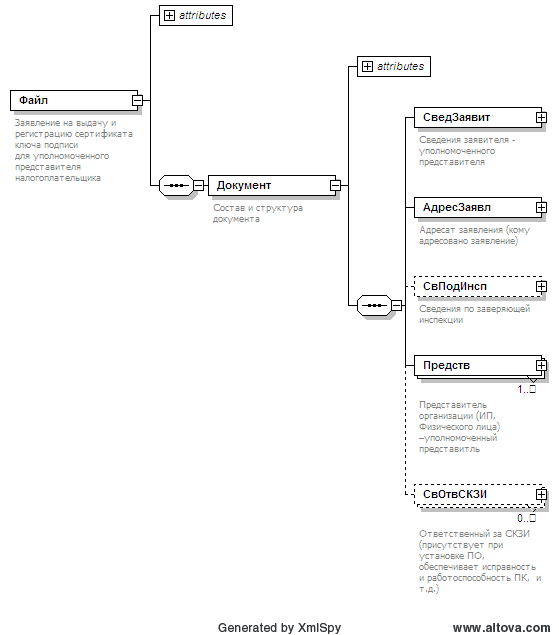 attributes
attributes
Файл
Заявление на выдачу и
регистрацию сертификата
ключа подписи
для уполномоченного
представителя
налогоплательщика
Документ
Состав и структура
документа
СведЗаявит
Сведения заявителя -
уполномоченного
представителя
АдресЗаявл
Адресат заявления (кому
адресовано заявление)
СвПодИнсп
Сведения по заверяющей
инспекции
Предств
1..
Представитель
организации (ИП,
Физического лица)
–уполномоченный
представитль
СвОтвСКЗИ
0..
Ответственный за СКЗИ
(присутствует при
установке ПО,
обеспечивает исправность
и работоспособность ПК, и
т.д.)
Generated by XmlSpy
www.altova.com